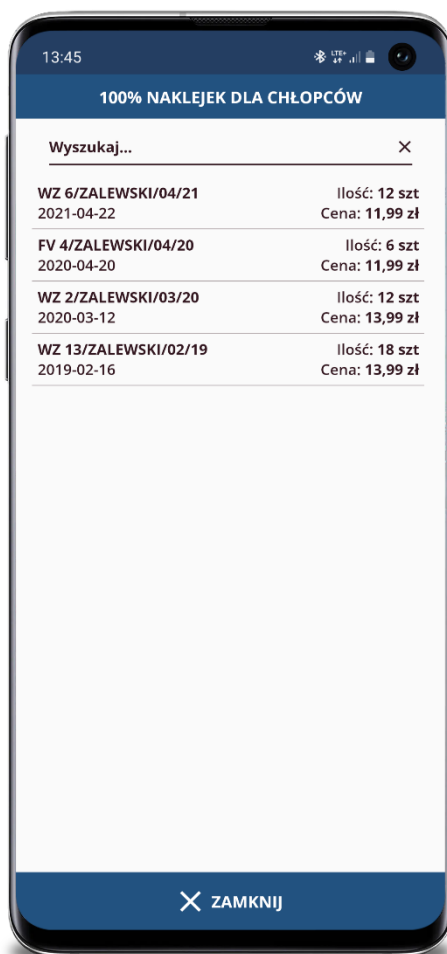 13:45
LTE+
100% NAKLEJEK DLA CHŁOPCÓW
Wyszukaj...
WZ 6/ZALEWSKI/04/21 Ilość: 12 szt
2021-04-22 Cena: 11,99 zł
FV 4/ZALEWSKI/04/20 Ilość: 6 szt
2020-04-20 Cena: 11,99 zł
WZ 2/ZALEWSKI/03/20 Ilość: 12 szt
2020-03-12 Cena: 13,99 zł
WZ 13/ZALEWSKI/02/19 Ilość: 18 szt
2019-02-16 Cena: 13,99 zł
ZAMKNIJ